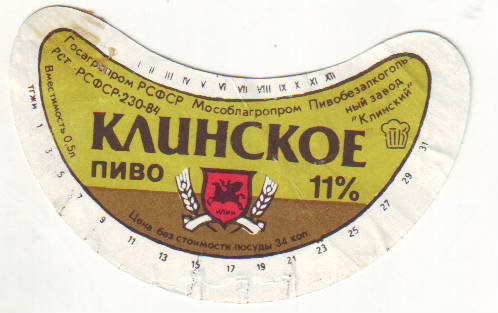 I II III IV V VI VII VIII IX X XI XII
Госагропром РСФСР Мособлагропром Пивобезалкоголь
ный завод
"Клинский"
РСТ РСФСР-230-84
Вместимость 0,5л
КЛИНСКОЕ
ПИВО
11%
КЛИН
Цена без стоимости посуды 34 коп.
1 3 5 7 9 11 13 15 17 19 21 23 25 27 29 31